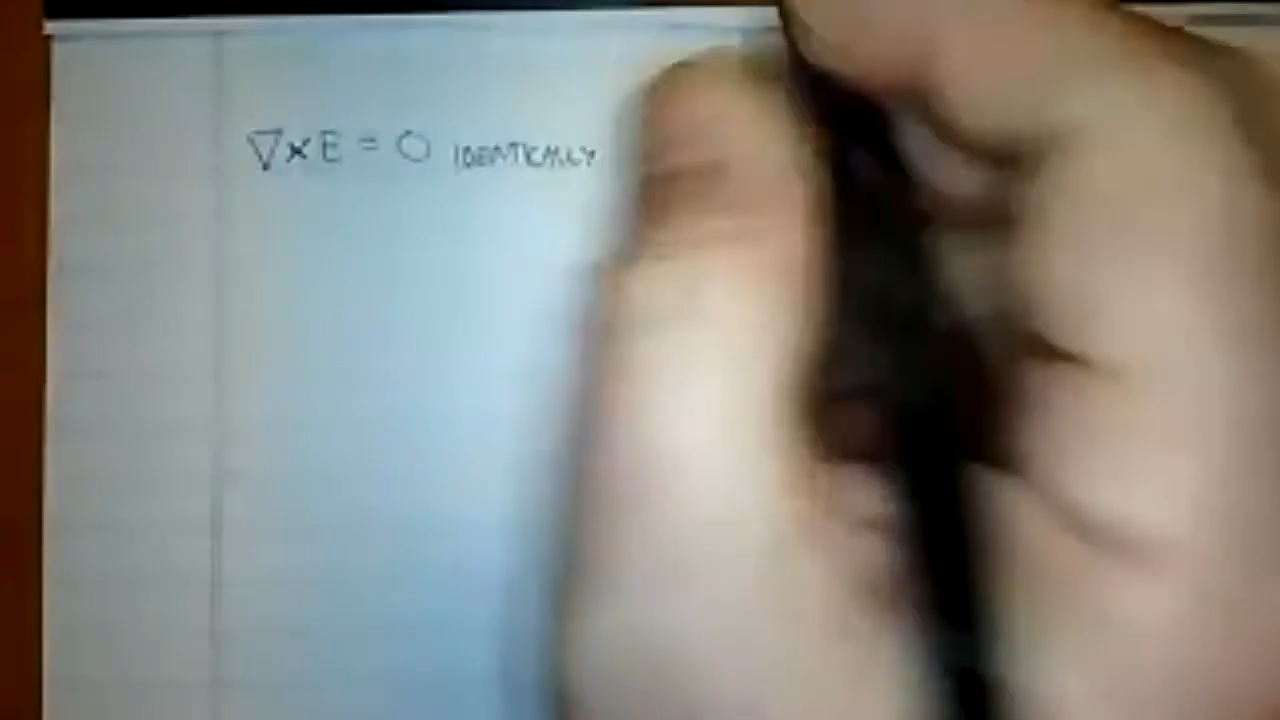 ∇×E = 0 IDENTICALLY